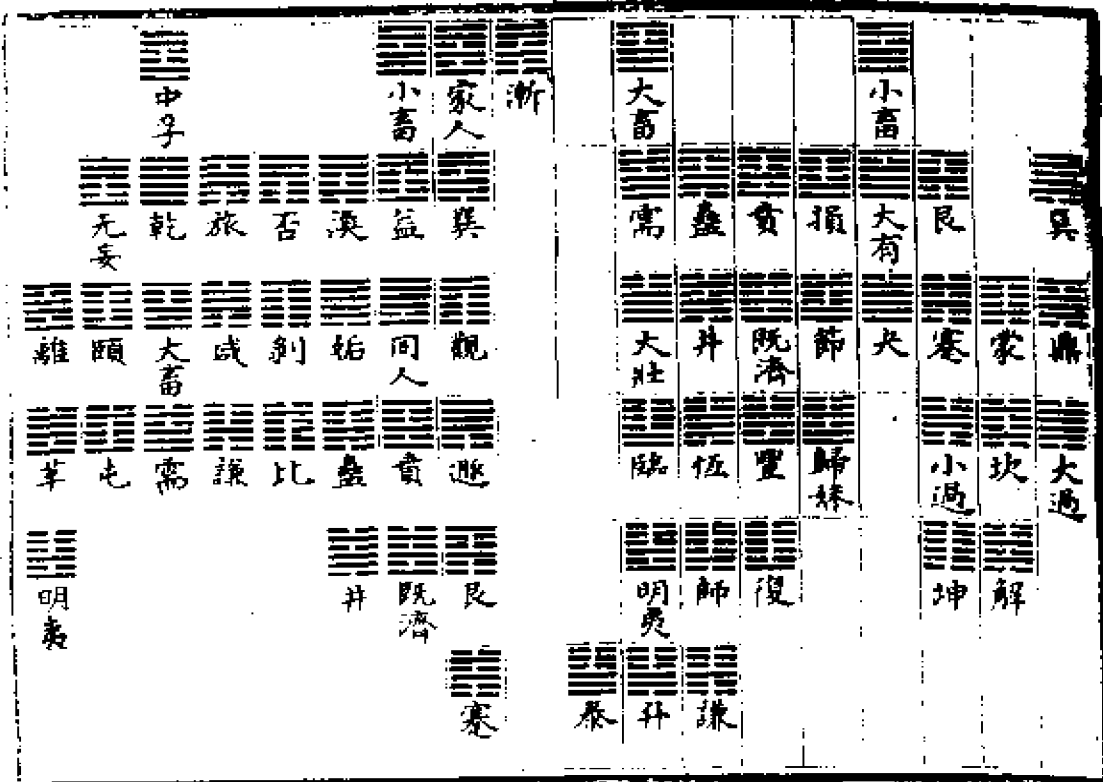 巽
鼎
大過
蒙
坎
解
艮
蹇
小過
坤
小畜
大有
夬
損
節
歸妹
賁
既濟
豐
復
蠱
井
恆
師
謙
大畜
需
大壯
臨
明夷
升
泰
漸
家人
巽
觀
遯
艮
蹇
小畜
益
同人
賁
既濟
渙
姤
蠱
井
否
剝
比
旅
咸
謙
中孚
乾
大畜
需
无妄
頤
屯
離
革
明夷